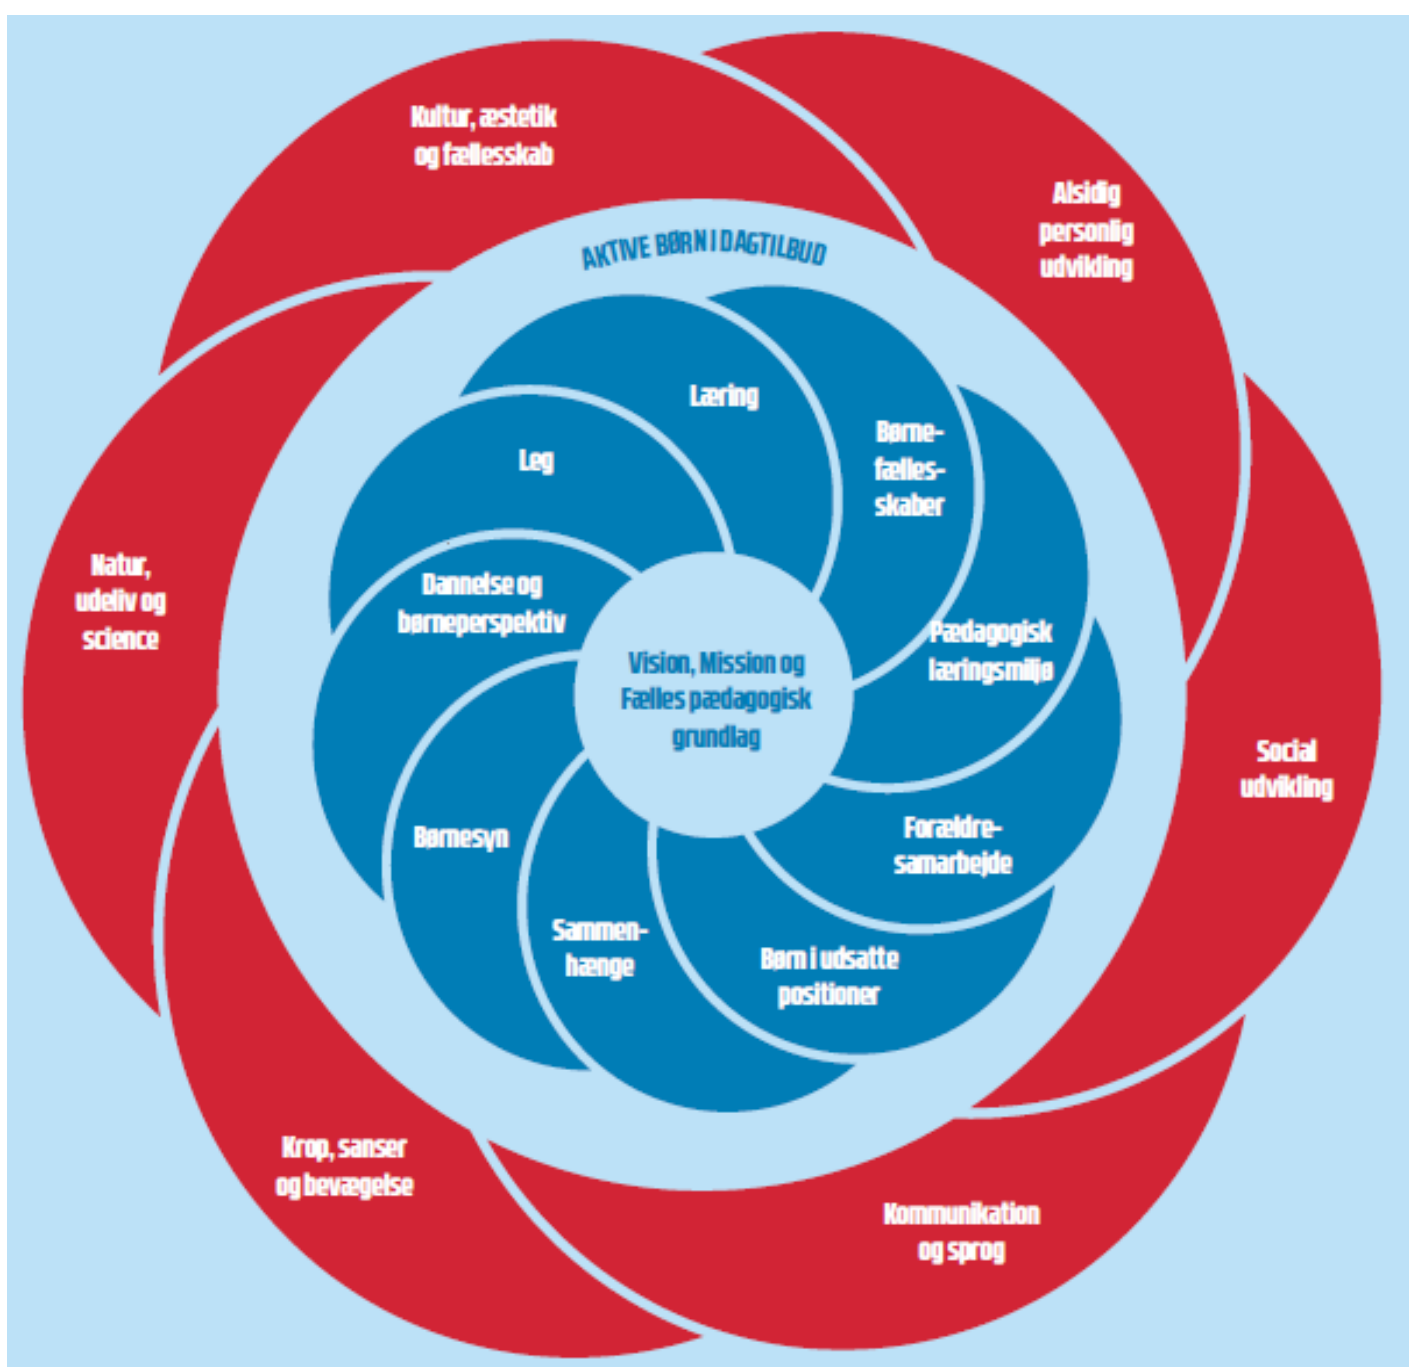 Kultur, æstetik
og fællesskab
Alsidig
personlig
udvikling
AKTIVE BØRN I DAGTILBUD
Læring
Børne-
fælles-
skaber
Leg
Natur,
udeliv og
science
Dannelse og
børneperspektiv
Pædagogisk
læringsmiljø
Vision, Mission og
Fælles pædagogisk
grundlag
Social
udvikling
Børnesyn
Forældre-
samarbejde
Sammen-
hænge
Børn i udsatte
positioner
Krop, sanser
og bevægelse
Kommunikation
og sprog